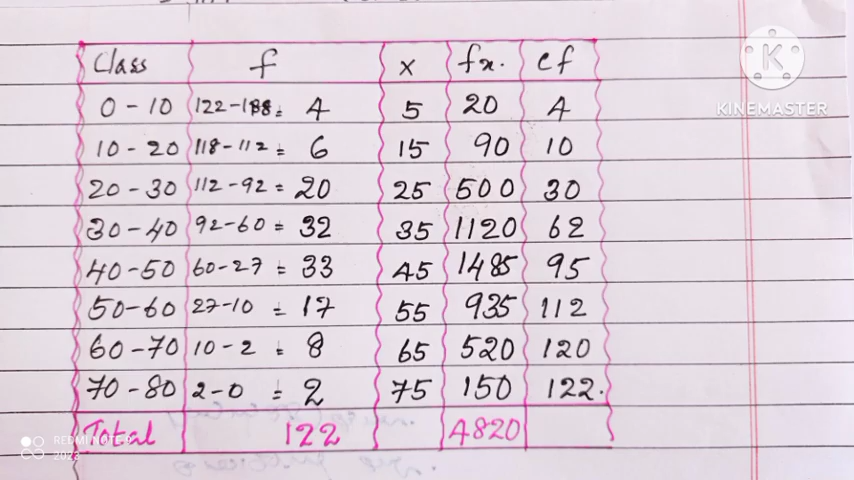 Class f x fx. cf
0-10 122-188= 4 5 20 4
10-20 118-112= 6 15 90 10
20-30 112-92= 20 25 500 30
30-40 92-60= 32 35 1120 62
40-50 60-27= 33 45 1485 95
50-60 27-10= 17 55 935 112
60-70 10-2= 8 65 520 120
70-80 2-0= 2 75 150 122.
Total 122 4820
K
KINEMASTER
REDMI NOTE 9
2023